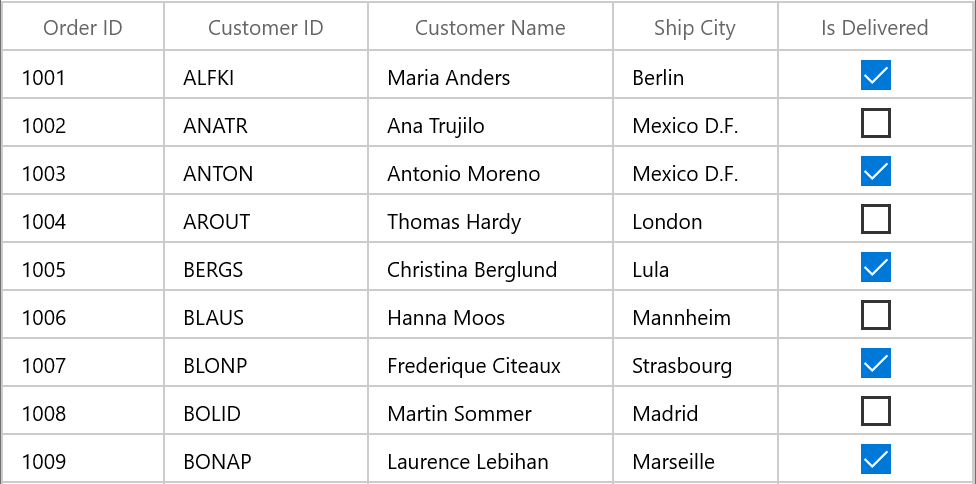 Order ID Customer ID Customer Name Ship City Is Delivered
1001 ALFKI Maria Anders Berlin
1002 ANATR Ana Trujilo Mexico D.F.
1003 ANTON Antonio Moreno Mexico D.F.
1004 AROUT Thomas Hardy London
1005 BERGS Christina Berglund Lula
1006 BLAUS Hanna Moos Mannheim
1007 BLONP Frederique Citeaux Strasbourg
1008 BOLID Martin Sommer Madrid
1009 BONAP Laurence Lebihan Marseille